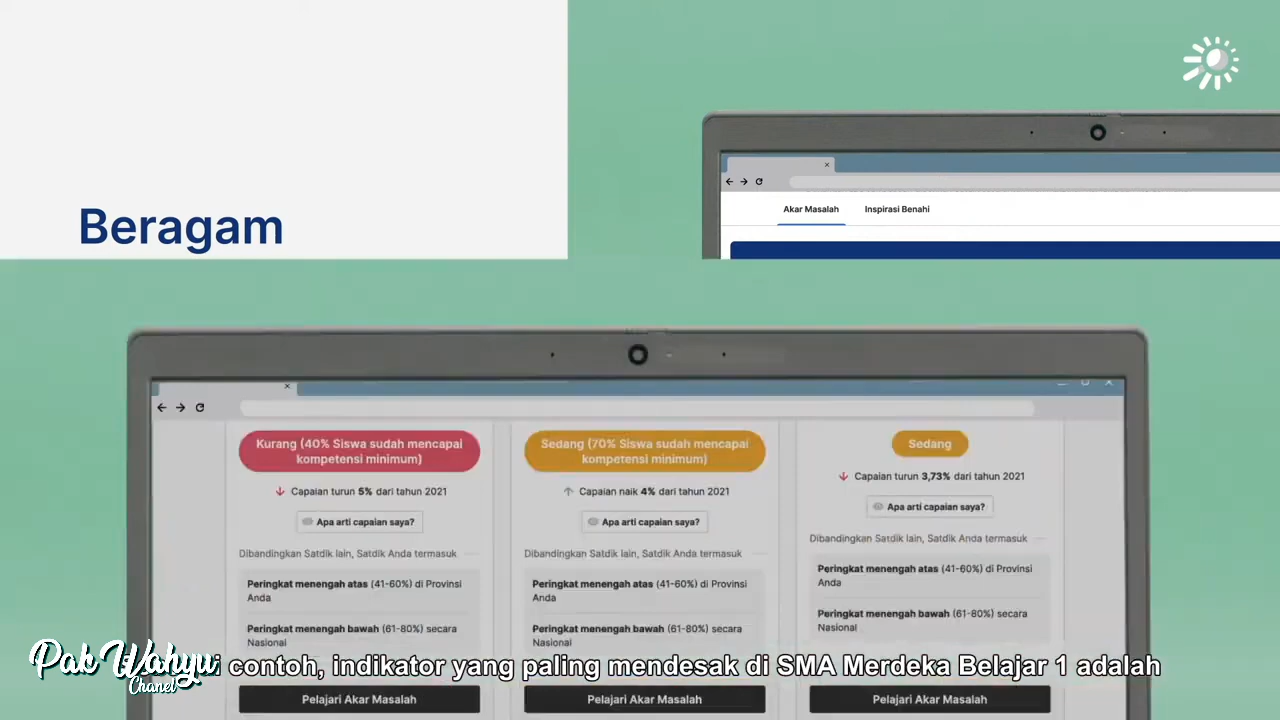 Beragam
Akar Masalah
Inspirasi Benahi
Kurang (40% Siswa sudah mencapai
kompetensi minimum)
Capaian turun 5% dari tahun 2021
Apa arti capaian saya?
Dibandingkan Satdik lain, Satdik Anda termasuk
Peringkat menengah atas (41-60%) di Provinsi
Anda
Peringkat menengah bawah (61-80%) secara
Nasional
Pelajari Akar Masalah
Sedang (70% Siswa sudah mencapai
kompetensi minimum)
Capaian naik 4% dari tahun 2021
Apa arti capaian saya?
Dibandingkan Satdik lain, Satdik Anda termasuk
Peringkat menengah atas (41-60%) di Provinsi
Anda
Peringkat menengah bawah (61-80%) secara
Nasional
Pelajari Akar Masalah
Sedang
Capaian turun 3,73% dari tahun 2021
Apa arti capaian saya?
Dibandingkan Satdik lain, Satdik Anda termasuk
Peringkat menengah atas (41-60%) di Provinsi
Anda
Peringkat menengah bawah (61-80%) secara
Nasional
Pelajari Akar Masalah
Pak Wahyu
Chanel
contoh, indikator yang paling mendesak di SMA Merdeka Belajar 1 adalah